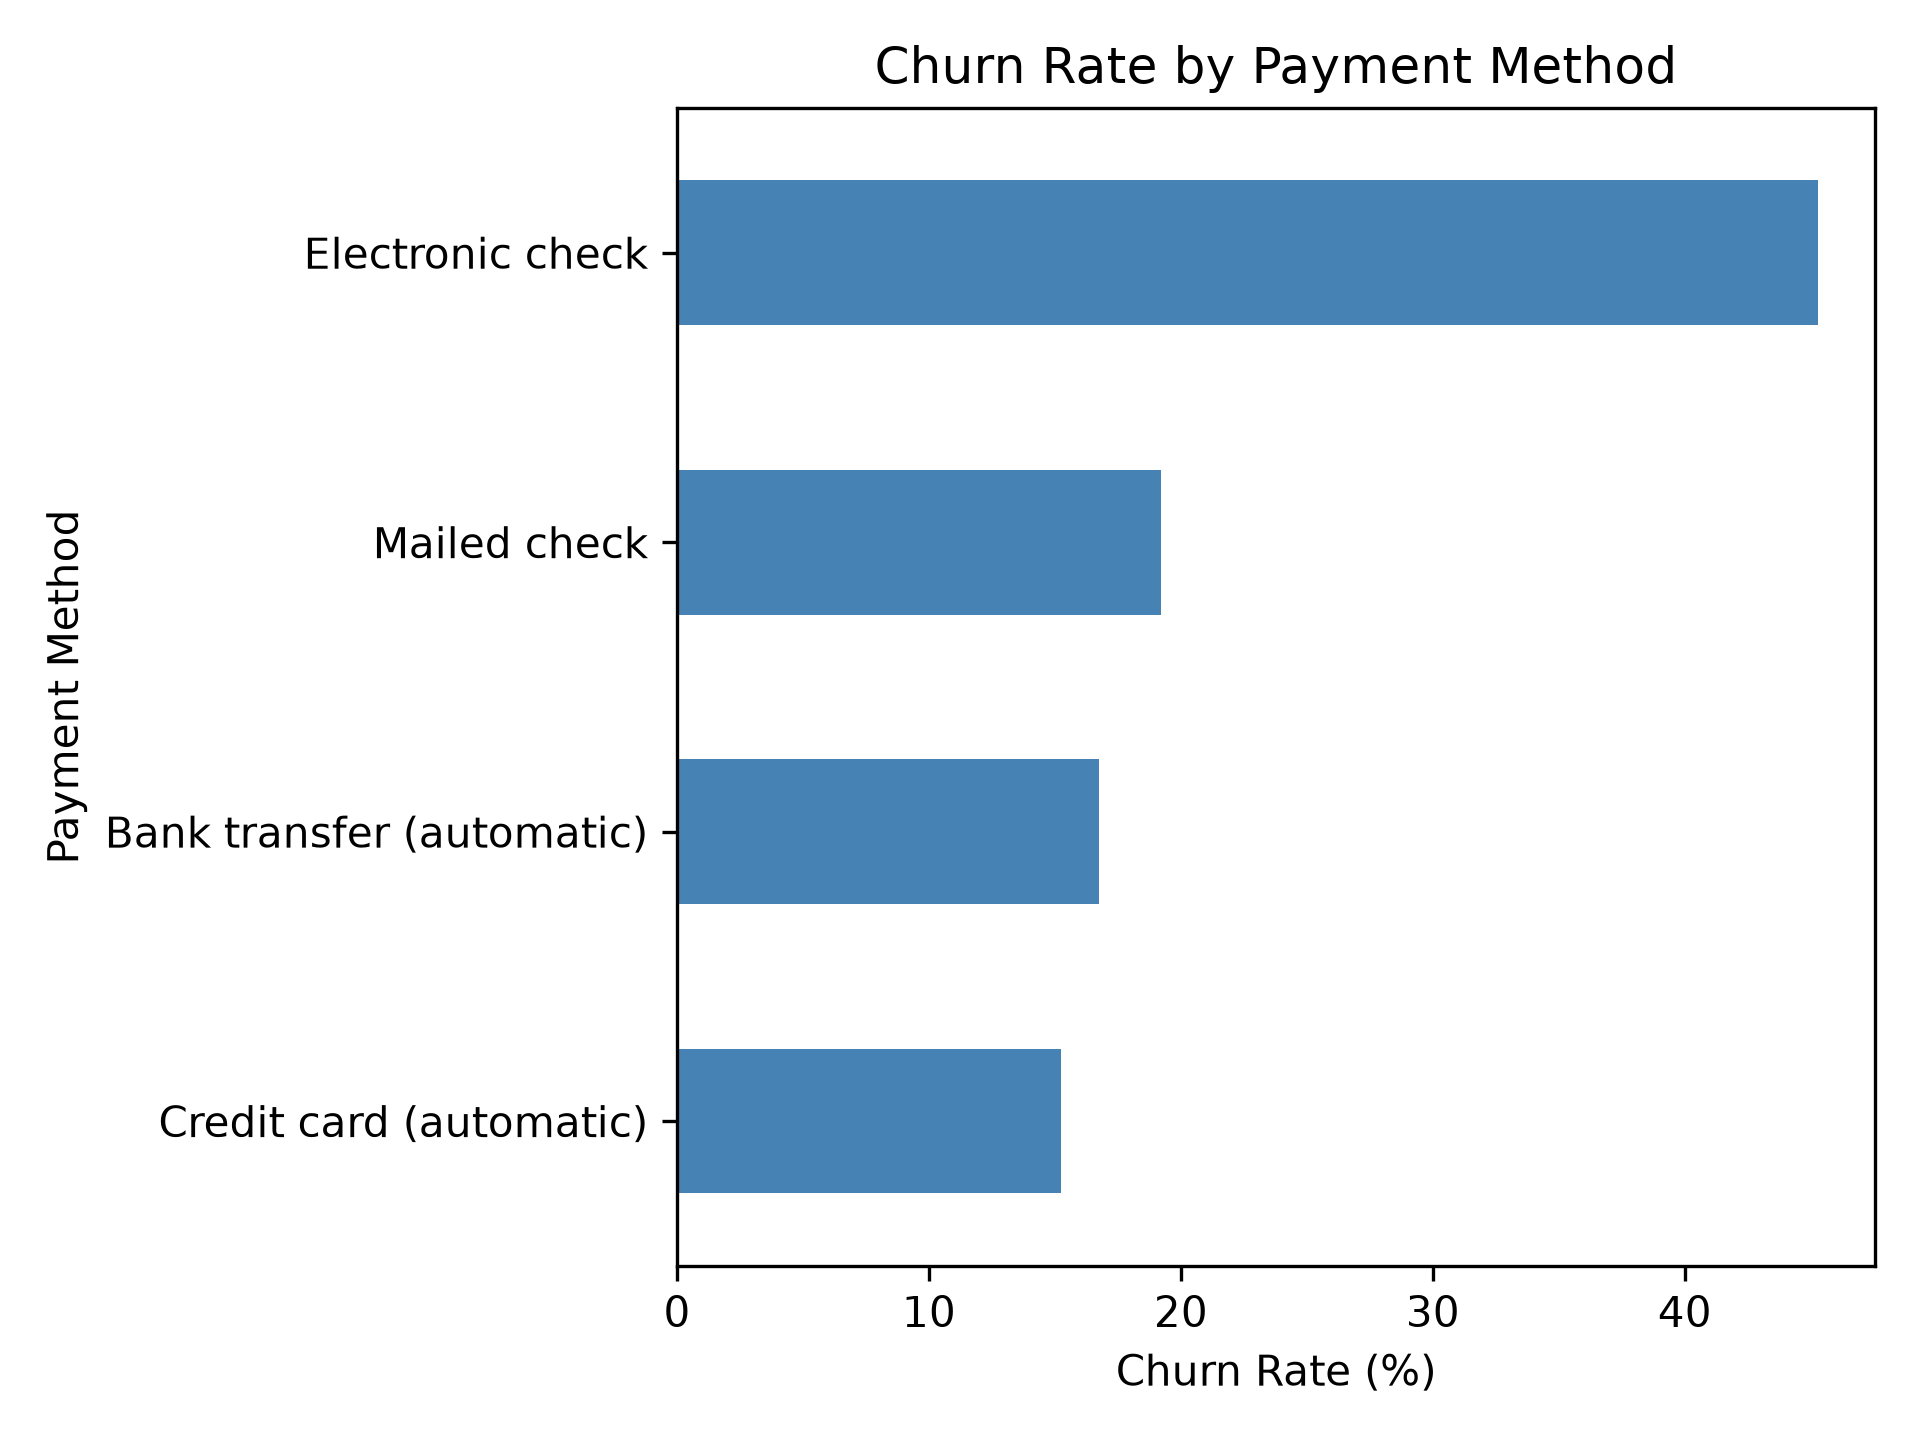 Churn Rate by Payment Method
Electronic check
Mailed check
Bank transfer (automatic)
Credit card (automatic)
Payment Method
0 10 20 30 40
Churn Rate (%)